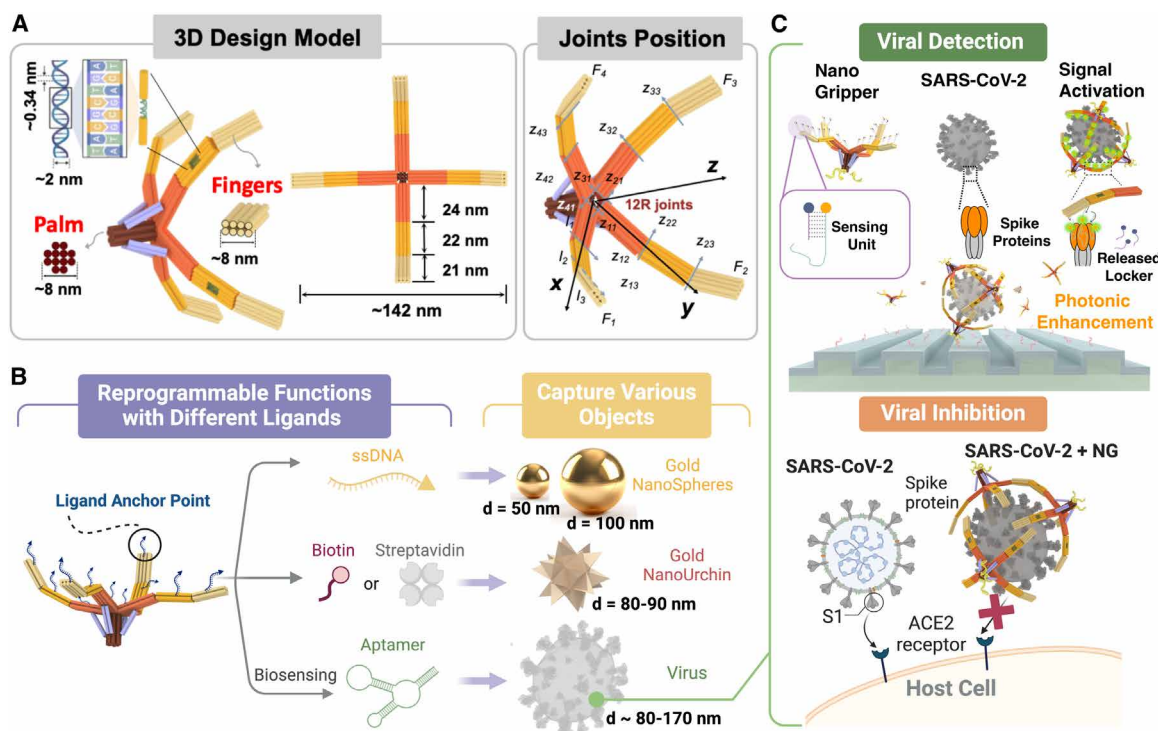 A
3D Design Model
~0.34 nm
~2 nm
Palm
~8 nm
Fingers
~8 nm
24 nm
22 nm
21 nm
~142 nm
Joints Position
F4
F3
z33
z43
z32
z42
z31
z21
z
z41
12R joints
z11
z22
l1
z12
z23
l2
z13
l3
x
y
F2
F1
B
Reprogrammable Functions
with Different Ligands
Capture Various
Objects
Ligand Anchor Point
ssDNA
Gold
NanoSpheres
d = 50 nm
d = 100 nm
Biotin
or
Streptavidin
Gold
NanoUrchin
d = 80-90 nm
Biosensing
Aptamer
Virus
d ~ 80-170 nm
C
Viral Detection
Nano
Gripper
SARS-CoV-2
Signal
Activation
Sensing
Unit
Spike
Proteins
Released
Locker
Photonic
Enhancement
Viral Inhibition
SARS-CoV-2
SARS-CoV-2 + NG
Spike
protein
S1
ACE2
receptor
Host Cell